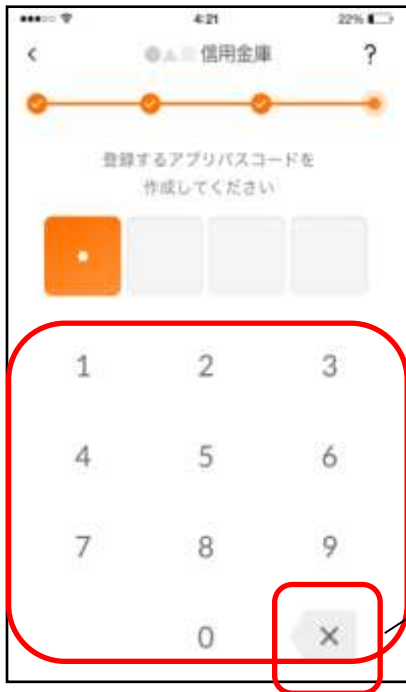 4:21 22%
●▲■信用金庫 ?
登録するアプリパスコードを
作成してください
1 2 3
4 5 6
7 8 9
0 ×